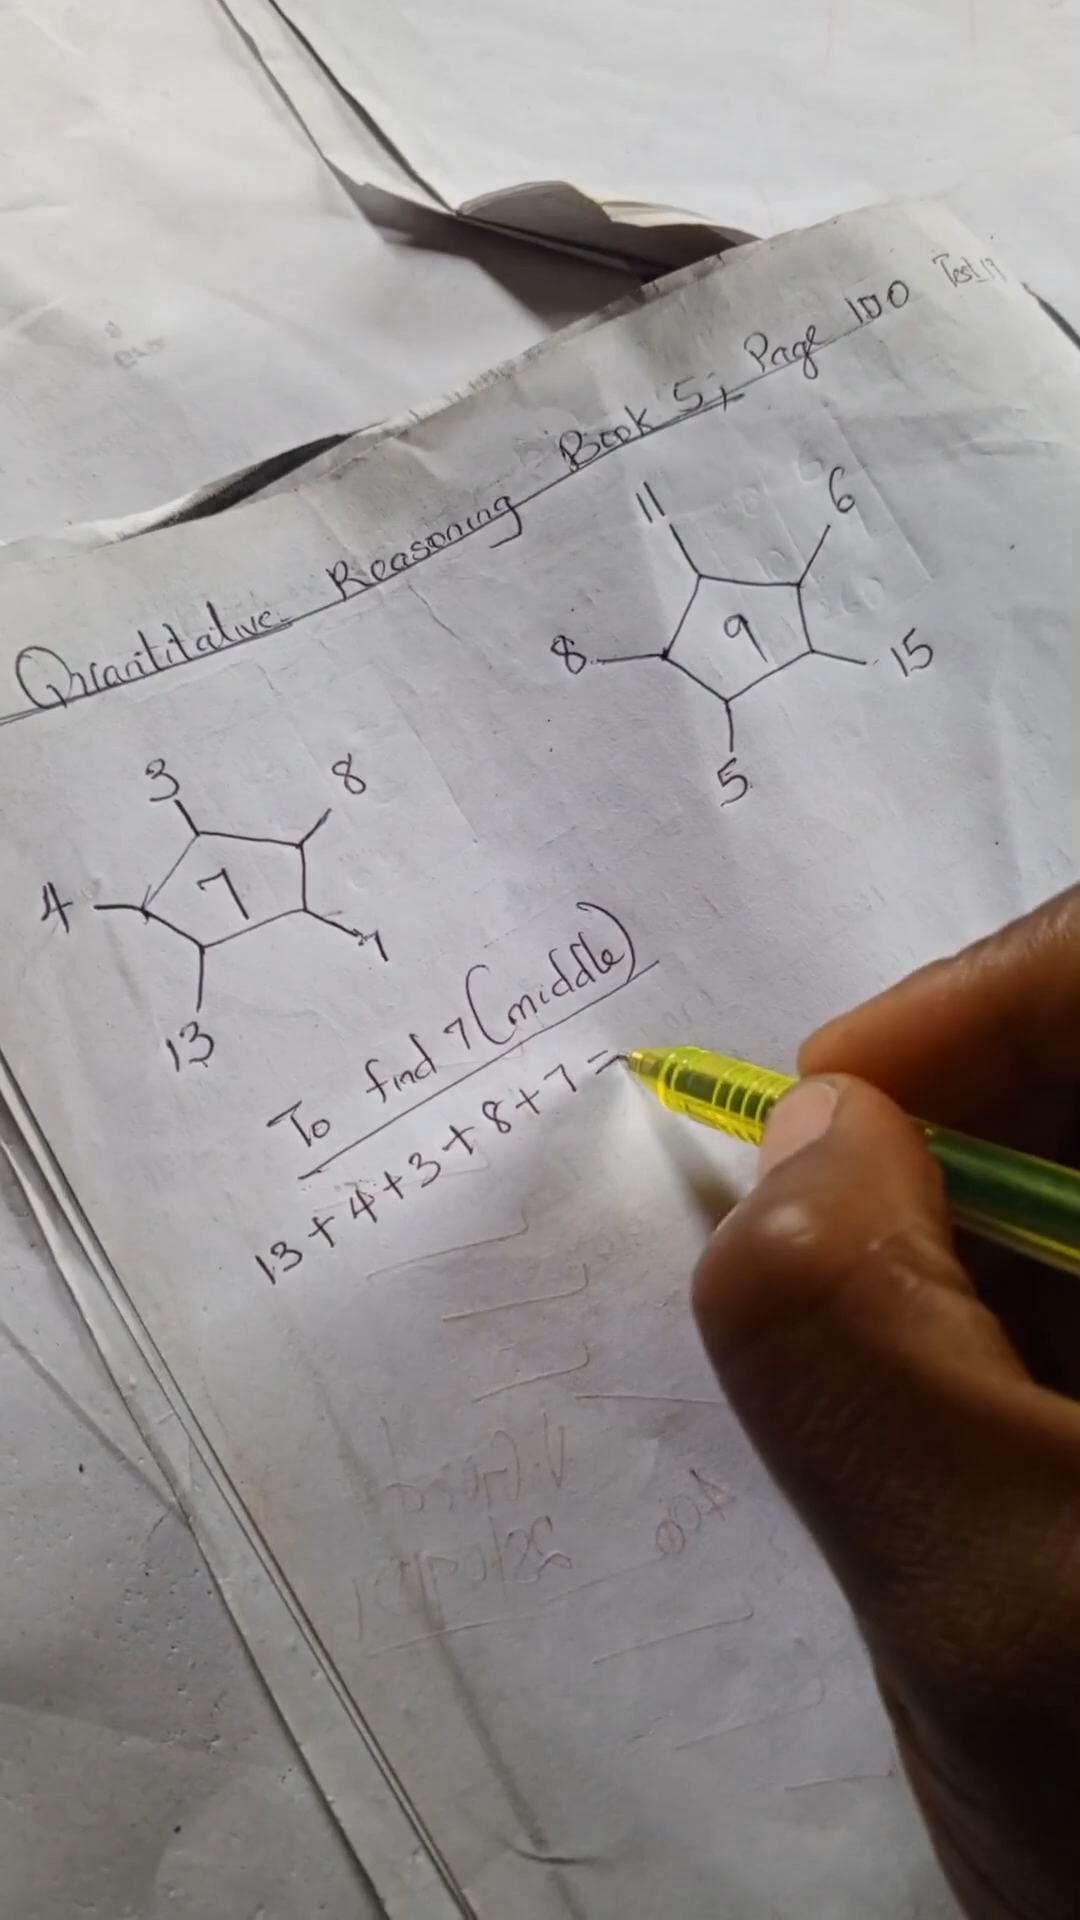 Quantitative Reasoning Book 5; Page 100 Test 19
11 6
8 9 15
5
3 8
4 7 7
13
To find 7 (middle)
13 + 4 + 3 + 8 + 7 =